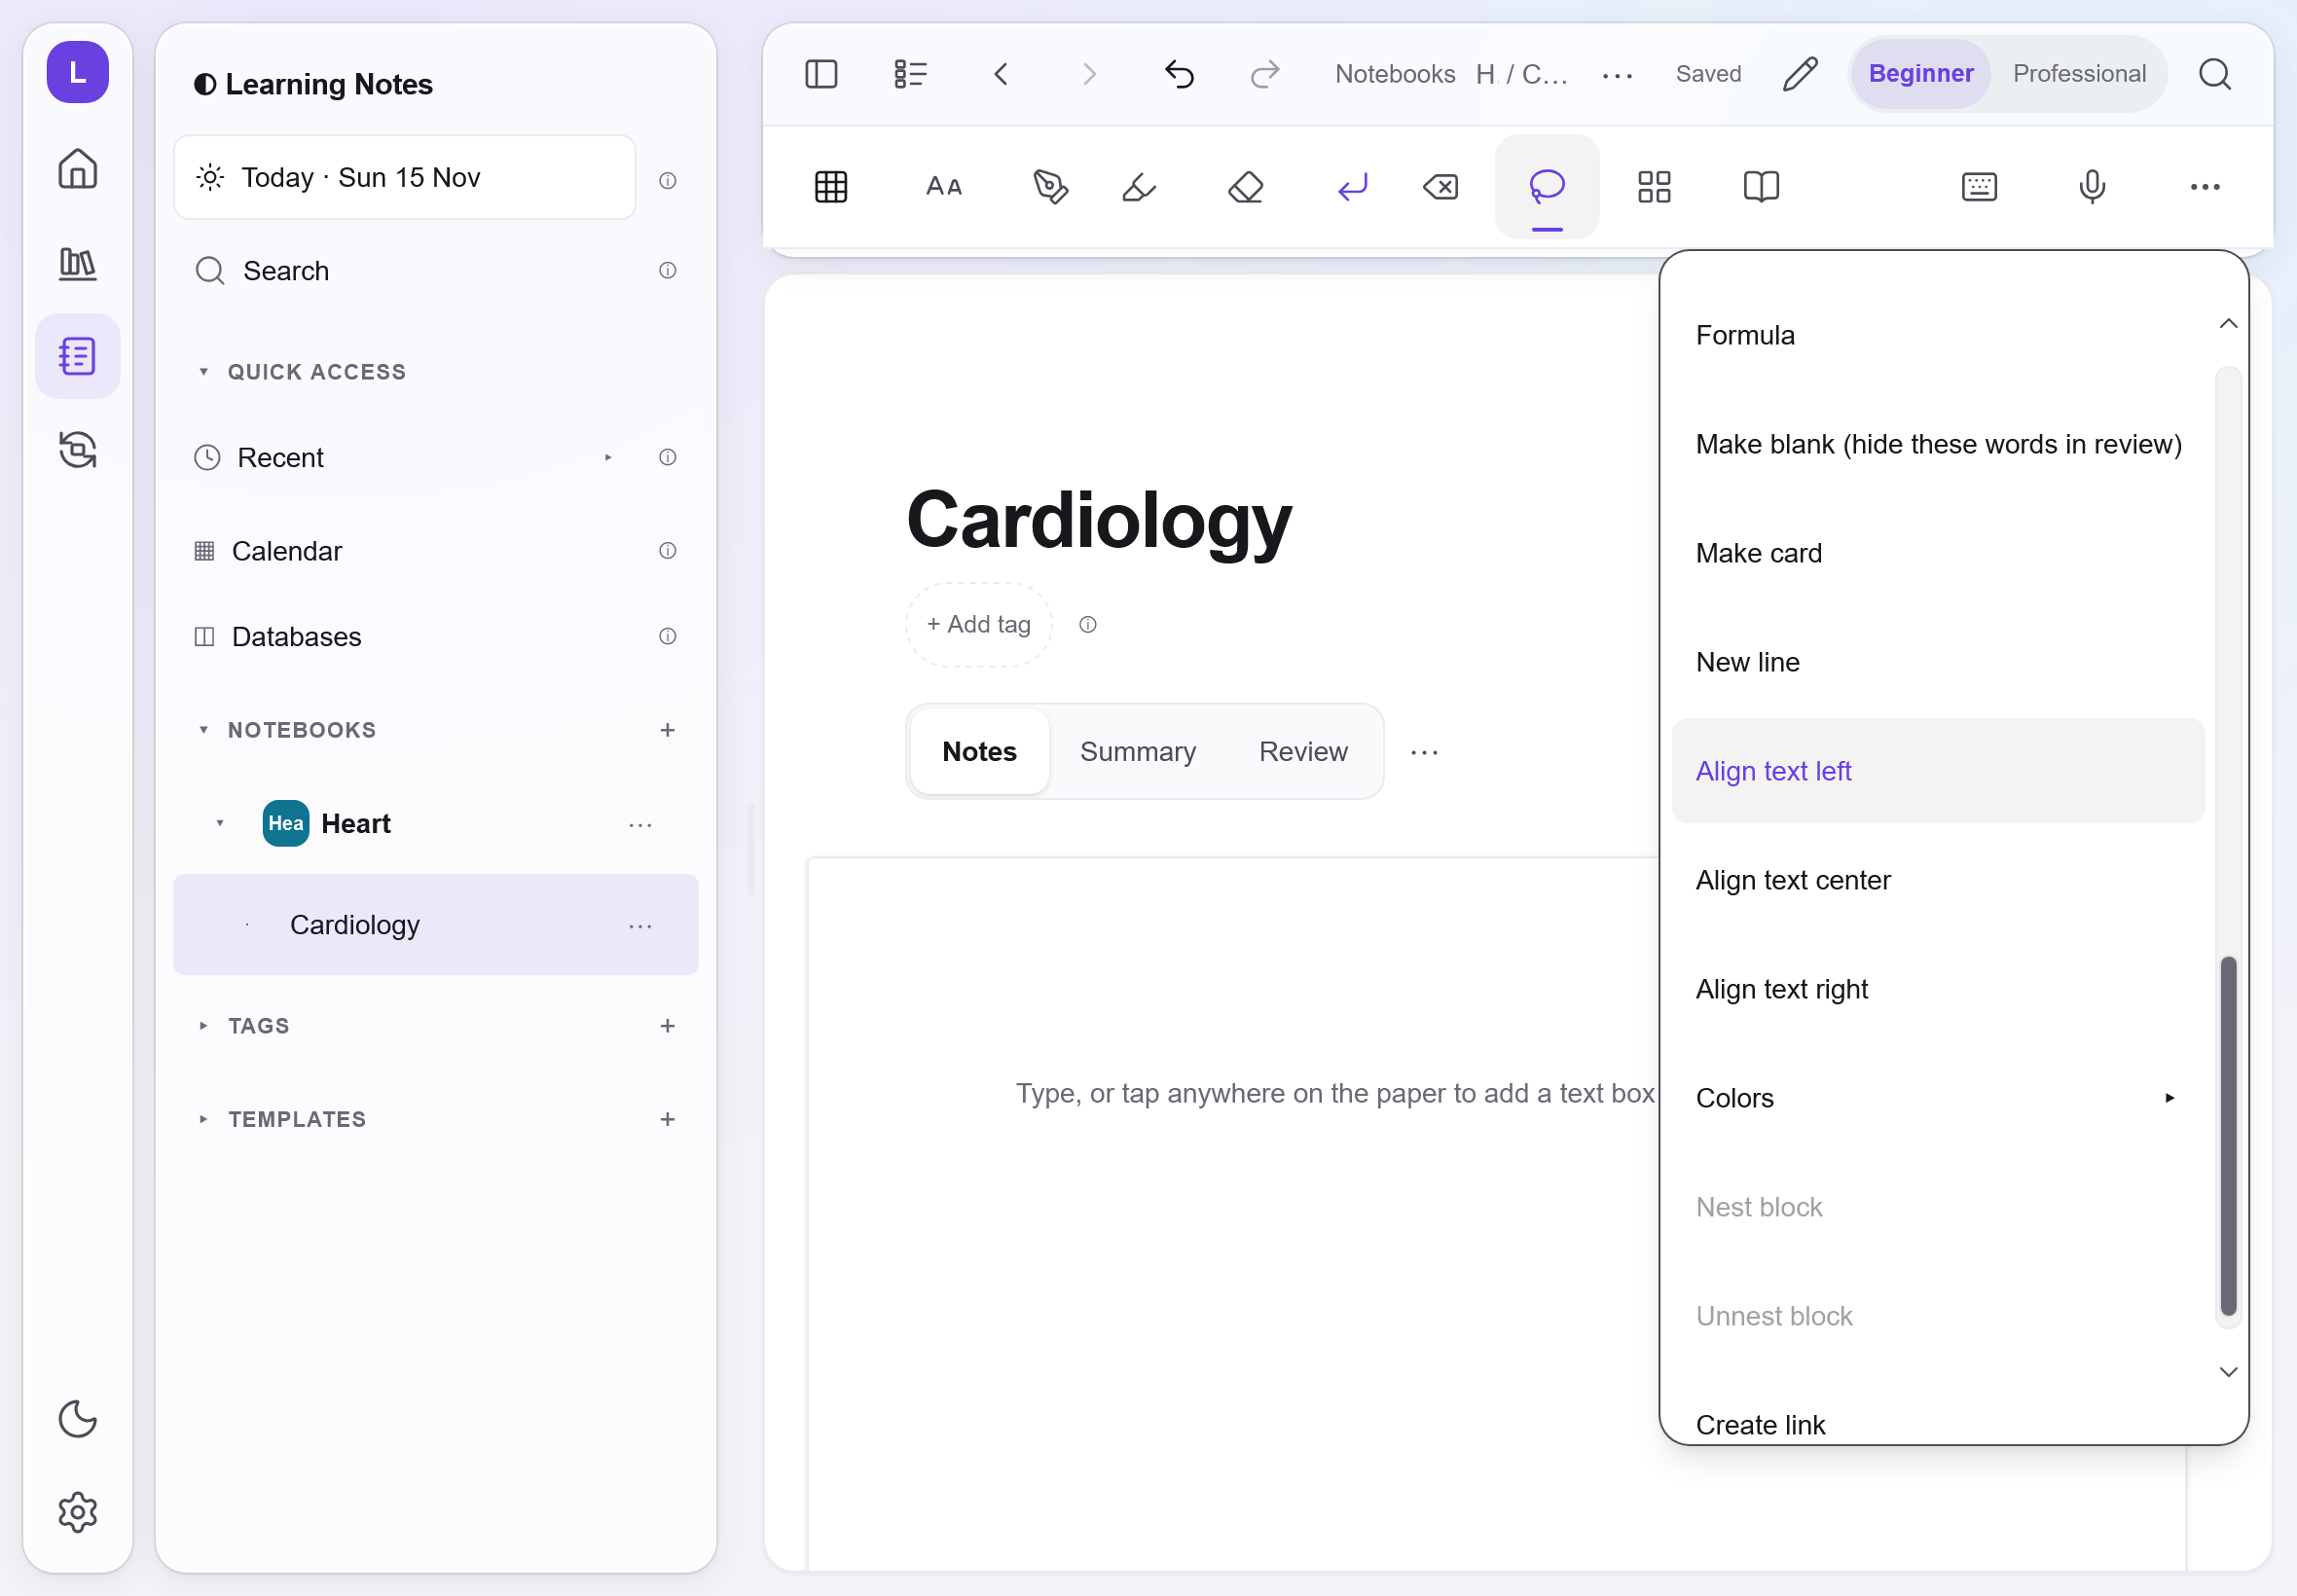 L
Learning Notes
Today · Sun 15 Nov
Search
QUICK ACCESS
Recent
Calendar
Databases
NOTEBOOKS
Hea Heart
Cardiology
TAGS
TEMPLATES
Notebooks H / C... Saved Beginner Professional
AA
Cardiology
+ Add tag
Notes Summary Review
Type, or tap anywhere on the paper to add a text box
Formula
Make blank (hide these words in review)
Make card
New line
Align text left
Align text center
Align text right
Colors
Nest block
Unnest block
Create link